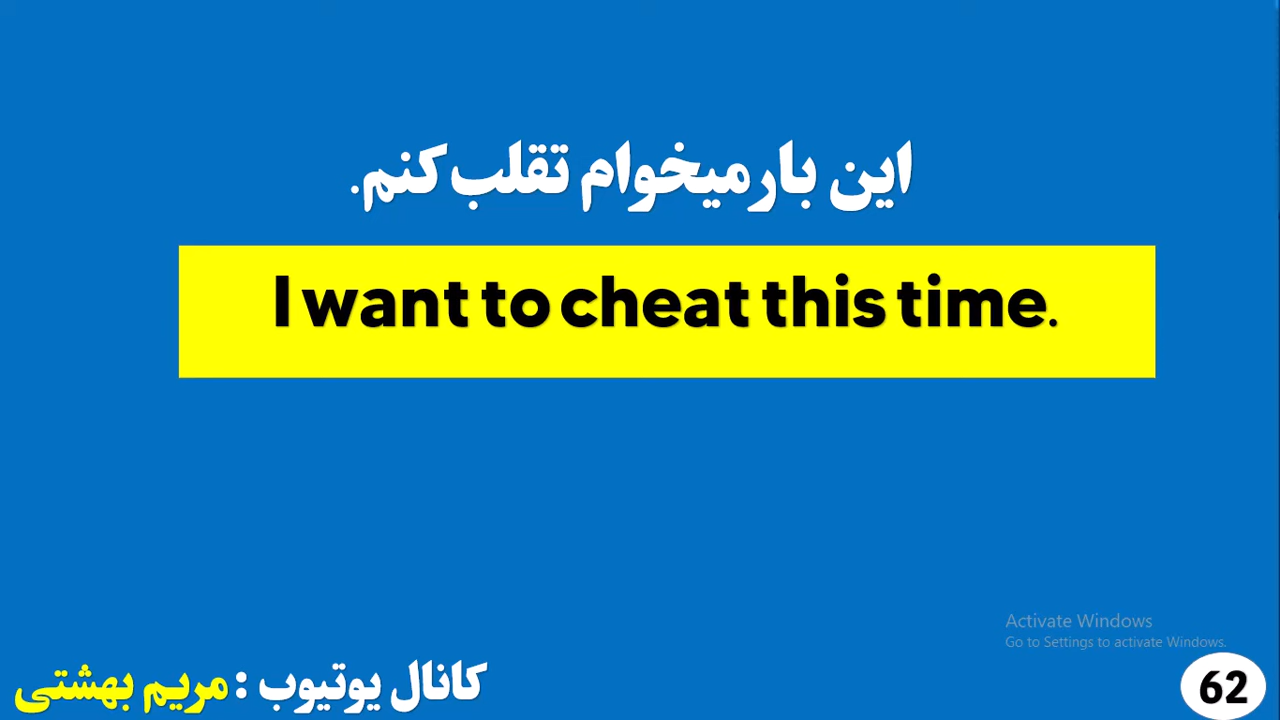 این بار میخوام تقلب کنم.
I want to cheat this time.
Activate Windows
Go to Settings to activate Windows.
کانال یوتیوب : مریم بهشتی
62